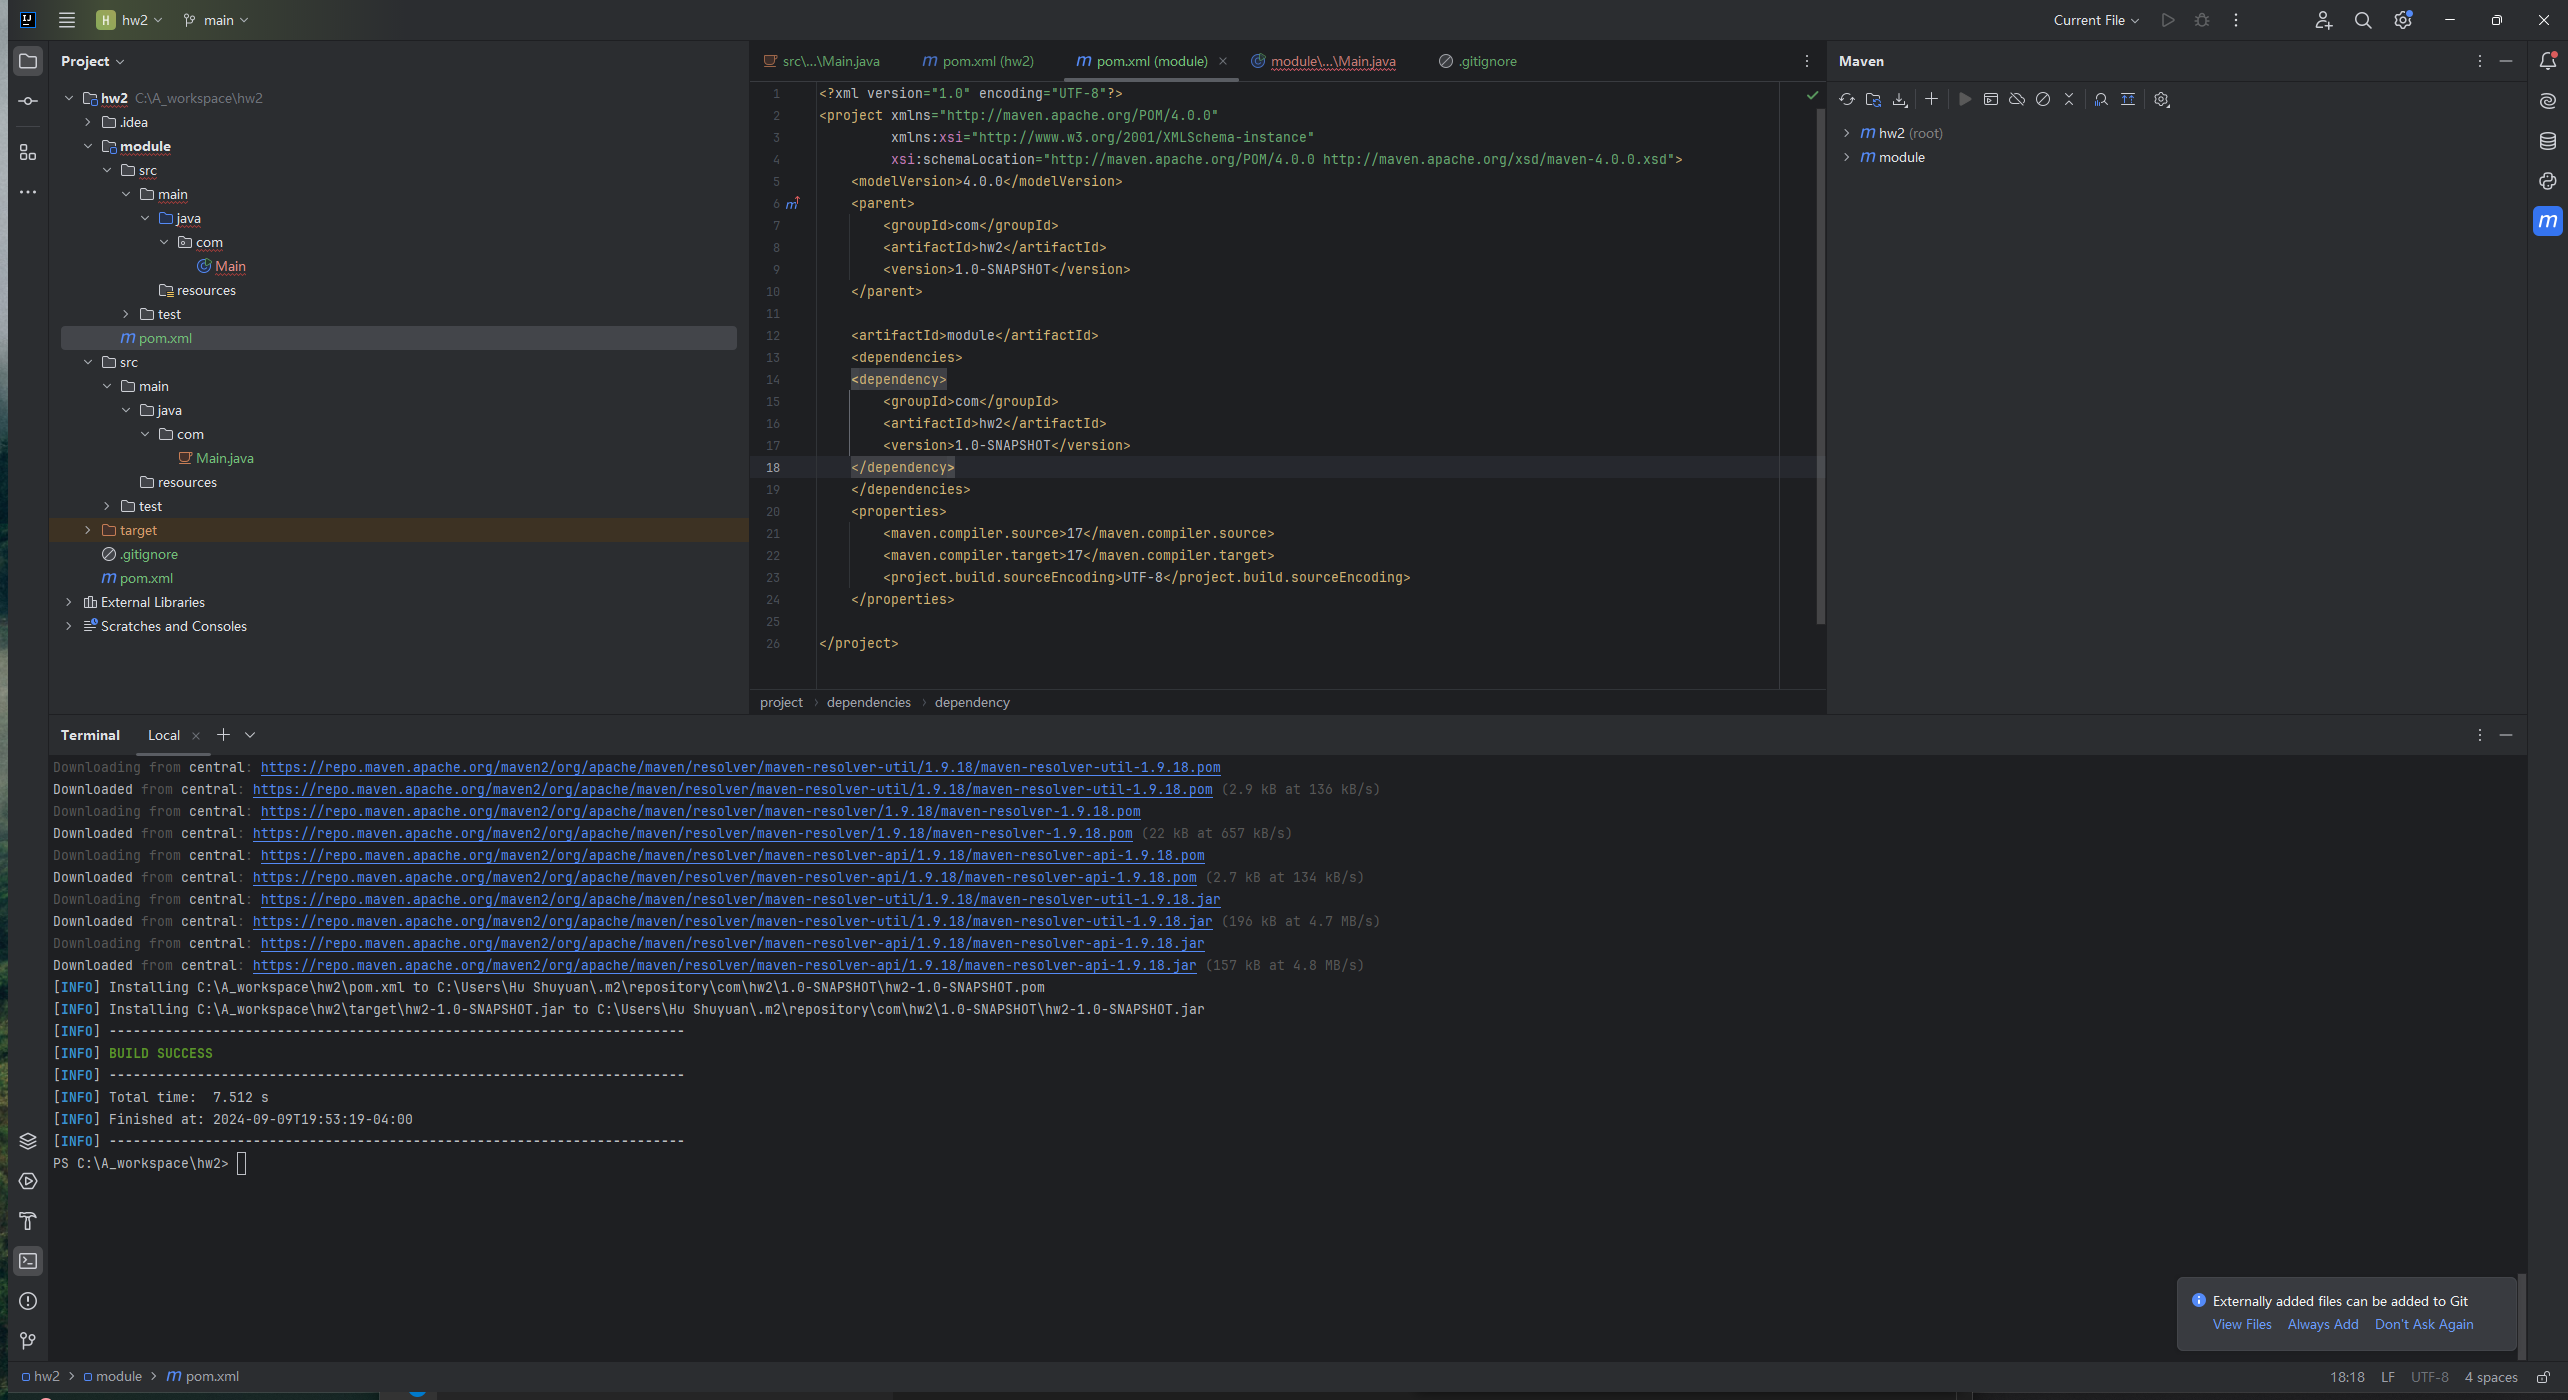 H hw2 main Current File
Project
hw2 C:\A_workspace\hw2
.idea
module
src
main
java
com
Main
resources
test
pom.xml
src
main
java
com
Main.java
resources
test
target
.gitignore
pom.xml
External Libraries
Scratches and Consoles
src\...\Main.java pom.xml (hw2) pom.xml (module) module\...\Main.java .gitignore
1 <?xml version="1.0" encoding="UTF-8"?>
2 <project xmlns="http://maven.apache.org/POM/4.0.0"
3 xmlns:xsi="http://www.w3.org/2001/XMLSchema-instance"
4 xsi:schemaLocation="http://maven.apache.org/POM/4.0.0 http://maven.apache.org/xsd/maven-4.0.0.xsd">
5 <modelVersion>4.0.0</modelVersion>
6 <parent>
7 <groupId>com</groupId>
8 <artifactId>hw2</artifactId>
9 <version>1.0-SNAPSHOT</version>
10 </parent>
11
12 <artifactId>module</artifactId>
13 <dependencies>
14 <dependency>
15 <groupId>com</groupId>
16 <artifactId>hw2</artifactId>
17 <version>1.0-SNAPSHOT</version>
18 </dependency>
19 </dependencies>
20 <properties>
21 <maven.compiler.source>17</maven.compiler.source>
22 <maven.compiler.target>17</maven.compiler.target>
23 <project.build.sourceEncoding>UTF-8</project.build.sourceEncoding>
24 </properties>
25
26 </project>
project dependencies dependency
Maven
hw2 (root)
module
Terminal Local
Downloading from central: https://repo.maven.apache.org/maven2/org/apache/maven/resolver/maven-resolver-util/1.9.18/maven-resolver-util-1.9.18.pom
Downloaded from central: https://repo.maven.apache.org/maven2/org/apache/maven/resolver/maven-resolver-util/1.9.18/maven-resolver-util-1.9.18.pom (2.9 kB at 136 kB/s)
Downloading from central: https://repo.maven.apache.org/maven2/org/apache/maven/resolver/maven-resolver/1.9.18/maven-resolver-1.9.18.pom
Downloaded from central: https://repo.maven.apache.org/maven2/org/apache/maven/resolver/maven-resolver/1.9.18/maven-resolver-1.9.18.pom (22 kB at 657 kB/s)
Downloading from central: https://repo.maven.apache.org/maven2/org/apache/maven/resolver/maven-resolver-api/1.9.18/maven-resolver-api-1.9.18.pom
Downloaded from central: https://repo.maven.apache.org/maven2/org/apache/maven/resolver/maven-resolver-api/1.9.18/maven-resolver-api-1.9.18.pom (2.7 kB at 134 kB/s)
Downloading from central: https://repo.maven.apache.org/maven2/org/apache/maven/resolver/maven-resolver-util/1.9.18/maven-resolver-util-1.9.18.jar
Downloaded from central: https://repo.maven.apache.org/maven2/org/apache/maven/resolver/maven-resolver-util/1.9.18/maven-resolver-util-1.9.18.jar (196 kB at 4.7 MB/s)
Downloading from central: https://repo.maven.apache.org/maven2/org/apache/maven/resolver/maven-resolver-api/1.9.18/maven-resolver-api-1.9.18.jar
Downloaded from central: https://repo.maven.apache.org/maven2/org/apache/maven/resolver/maven-resolver-api/1.9.18/maven-resolver-api-1.9.18.jar (157 kB at 4.8 MB/s)
[INFO] Installing C:\A_workspace\hw2\pom.xml to C:\Users\Hu Shuyuan\.m2\repository\com\hw2\1.0-SNAPSHOT\hw2-1.0-SNAPSHOT.pom
[INFO] Installing C:\A_workspace\hw2\target\hw2-1.0-SNAPSHOT.jar to C:\Users\Hu Shuyuan\.m2\repository\com\hw2\1.0-SNAPSHOT\hw2-1.0-SNAPSHOT.jar
[INFO] ------------------------------------------------------------------------
[INFO] BUILD SUCCESS
[INFO] ------------------------------------------------------------------------
[INFO] Total time:  7.512 s
[INFO] Finished at: 2024-09-09T19:53:19-04:00
[INFO] ------------------------------------------------------------------------
PS C:\A_workspace\hw2>
Externally added files can be added to Git
View Files Always Add Don't Ask Again
hw2 module pom.xml 18:18 LF UTF-8 4 spaces